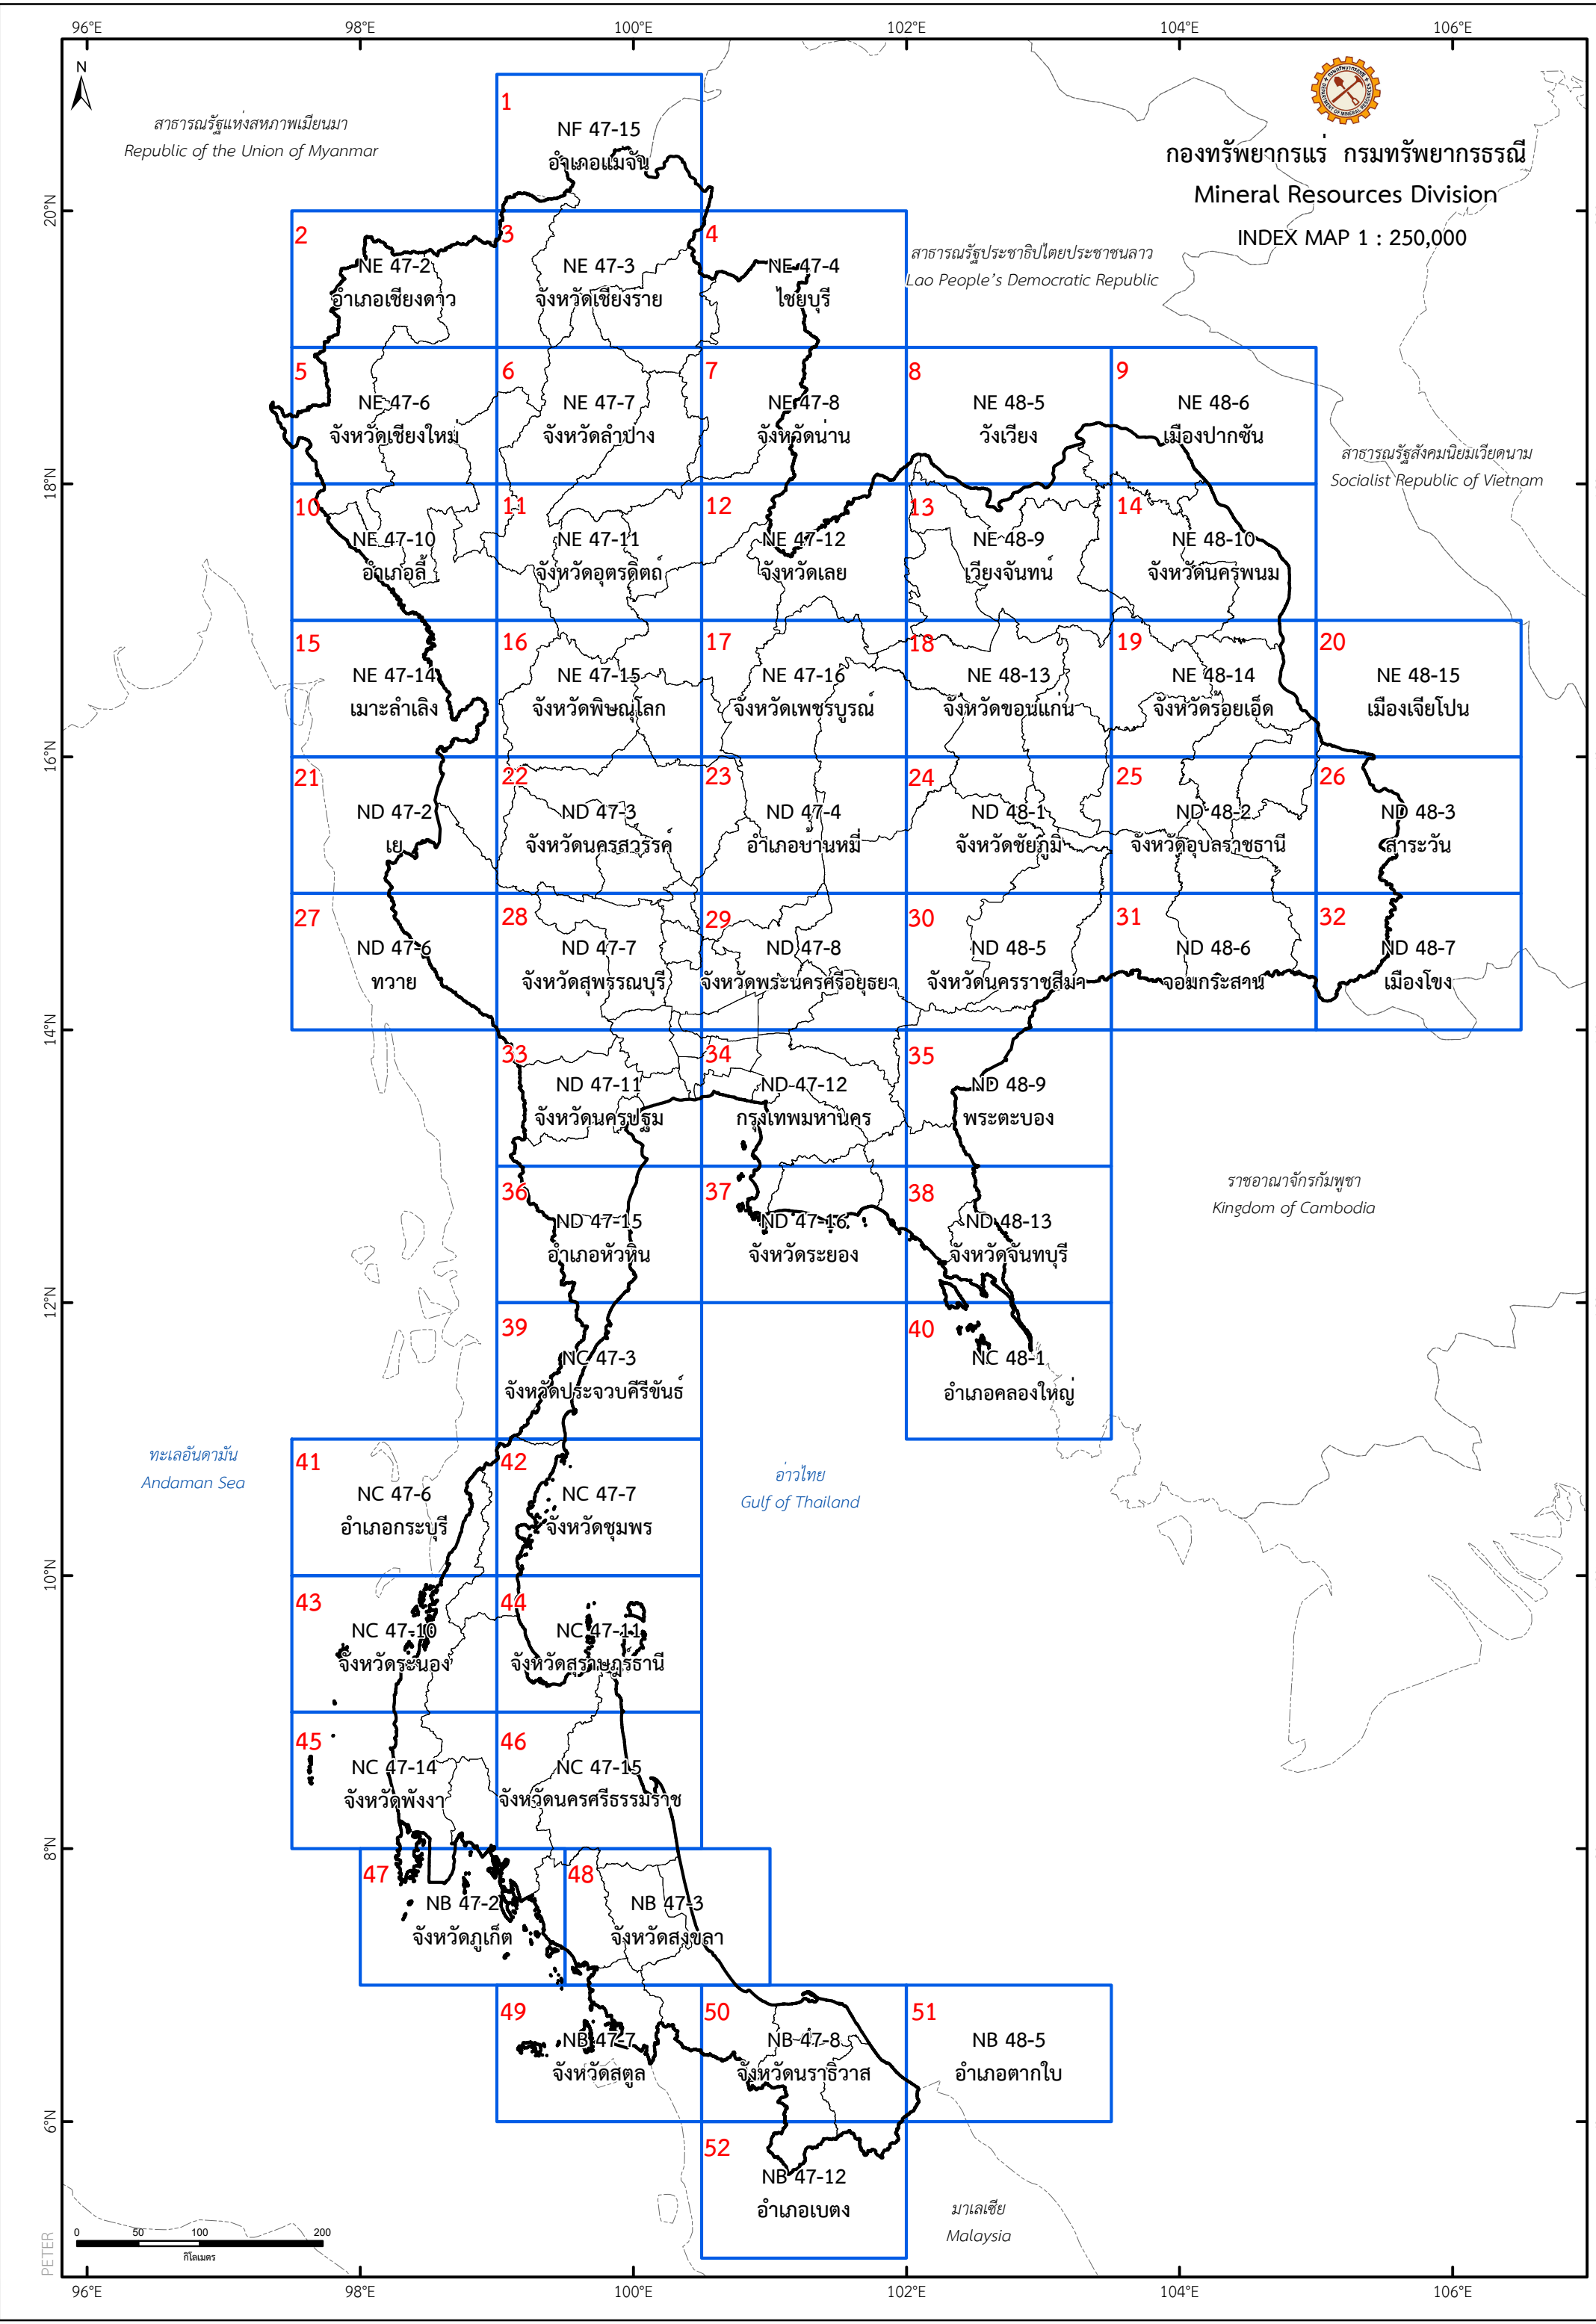 96°E 98°E 100°E 102°E 104°E 106°E
N
สาธารณรัฐแห่งสหภาพเมียนมา
Republic of the Union of Myanmar
กองทรัพยากรแร่ กรมทรัพยากรธรณี
Mineral Resources Division
INDEX MAP 1 : 250,000
สาธารณรัฐประชาธิปไตยประชาชนลาว
Lao People's Democratic Republic
สาธารณรัฐสังคมนิยมเวียดนาม
Socialist Republic of Vietnam
ราชอาณาจักรกัมพูชา
Kingdom of Cambodia
ทะเลอันดามัน
Andaman Sea
อ่าวไทย
Gulf of Thailand
มาเลเซีย
Malaysia
20°N
18°N
16°N
14°N
12°N
10°N
8°N
6°N
1
NF 47-15
อำเภอแม่จัน
2
NE 47-2
อำเภอเชียงดาว
3
NE 47-3
จังหวัดเชียงราย
4
NE 47-4
ไชยบุรี
5
NE 47-6
จังหวัดเชียงใหม่
6
NE 47-7
จังหวัดลำปาง
7
NE 47-8
จังหวัดน่าน
8
NE 48-5
วังเวียง
9
NE 48-6
เมืองปากซัน
10
NE 47-10
อำเภอลี้
11
NE 47-11
จังหวัดอุตรดิตถ์
12
NE 47-12
จังหวัดเลย
13
NE 48-9
เวียงจันทน์
14
NE 48-10
จังหวัดนครพนม
15
NE 47-14
เมาะลำเลิง
16
NE 47-15
จังหวัดพิษณุโลก
17
NE 47-16
จังหวัดเพชรบูรณ์
18
NE 48-13
จังหวัดขอนแก่น
19
NE 48-14
จังหวัดร้อยเอ็ด
20
NE 48-15
เมืองเจียโปน
21
ND 47-2
เย
22
ND 47-3
จังหวัดนครสวรรค์
23
ND 47-4
อำเภอบ้านหมี่
24
ND 48-1
จังหวัดชัยภูมิ
25
ND 48-2
จังหวัดอุบลราชธานี
26
ND 48-3
สาระวัน
27
ND 47-6
ทวาย
28
ND 47-7
จังหวัดสุพรรณบุรี
29
ND 47-8
จังหวัดพระนครศรีอยุธยา
30
ND 48-5
จังหวัดนครราชสีมา
31
ND 48-6
จอมกระสาน
32
ND 48-7
เมืองโขง
33
ND 47-11
จังหวัดนครปฐม
34
ND 47-12
กรุงเทพมหานคร
35
ND 48-9
พระตะบอง
36
ND 47-15
อำเภอหัวหิน
37
ND 47-16
จังหวัดระยอง
38
ND 48-13
จังหวัดจันทบุรี
39
NC 47-3
จังหวัดประจวบคีรีขันธ์
40
NC 48-1
อำเภอคลองใหญ่
41
NC 47-6
อำเภอกระบุรี
42
NC 47-7
จังหวัดชุมพร
43
NC 47-10
จังหวัดระนอง
44
NC 47-11
จังหวัดสุราษฎร์ธานี
45
NC 47-14
จังหวัดพังงา
46
NC 47-15
จังหวัดนครศรีธรรมราช
47
NB 47-2
จังหวัดภูเก็ต
48
NB 47-3
จังหวัดสงขลา
49
NB 47-7
จังหวัดสตูล
50
NB 47-8
จังหวัดนราธิวาส
51
NB 48-5
อำเภอตากใบ
52
NB 47-12
อำเภอเบตง
0 50 100 200
กิโลเมตร
PETER
96°E 98°E 100°E 102°E 104°E 106°E